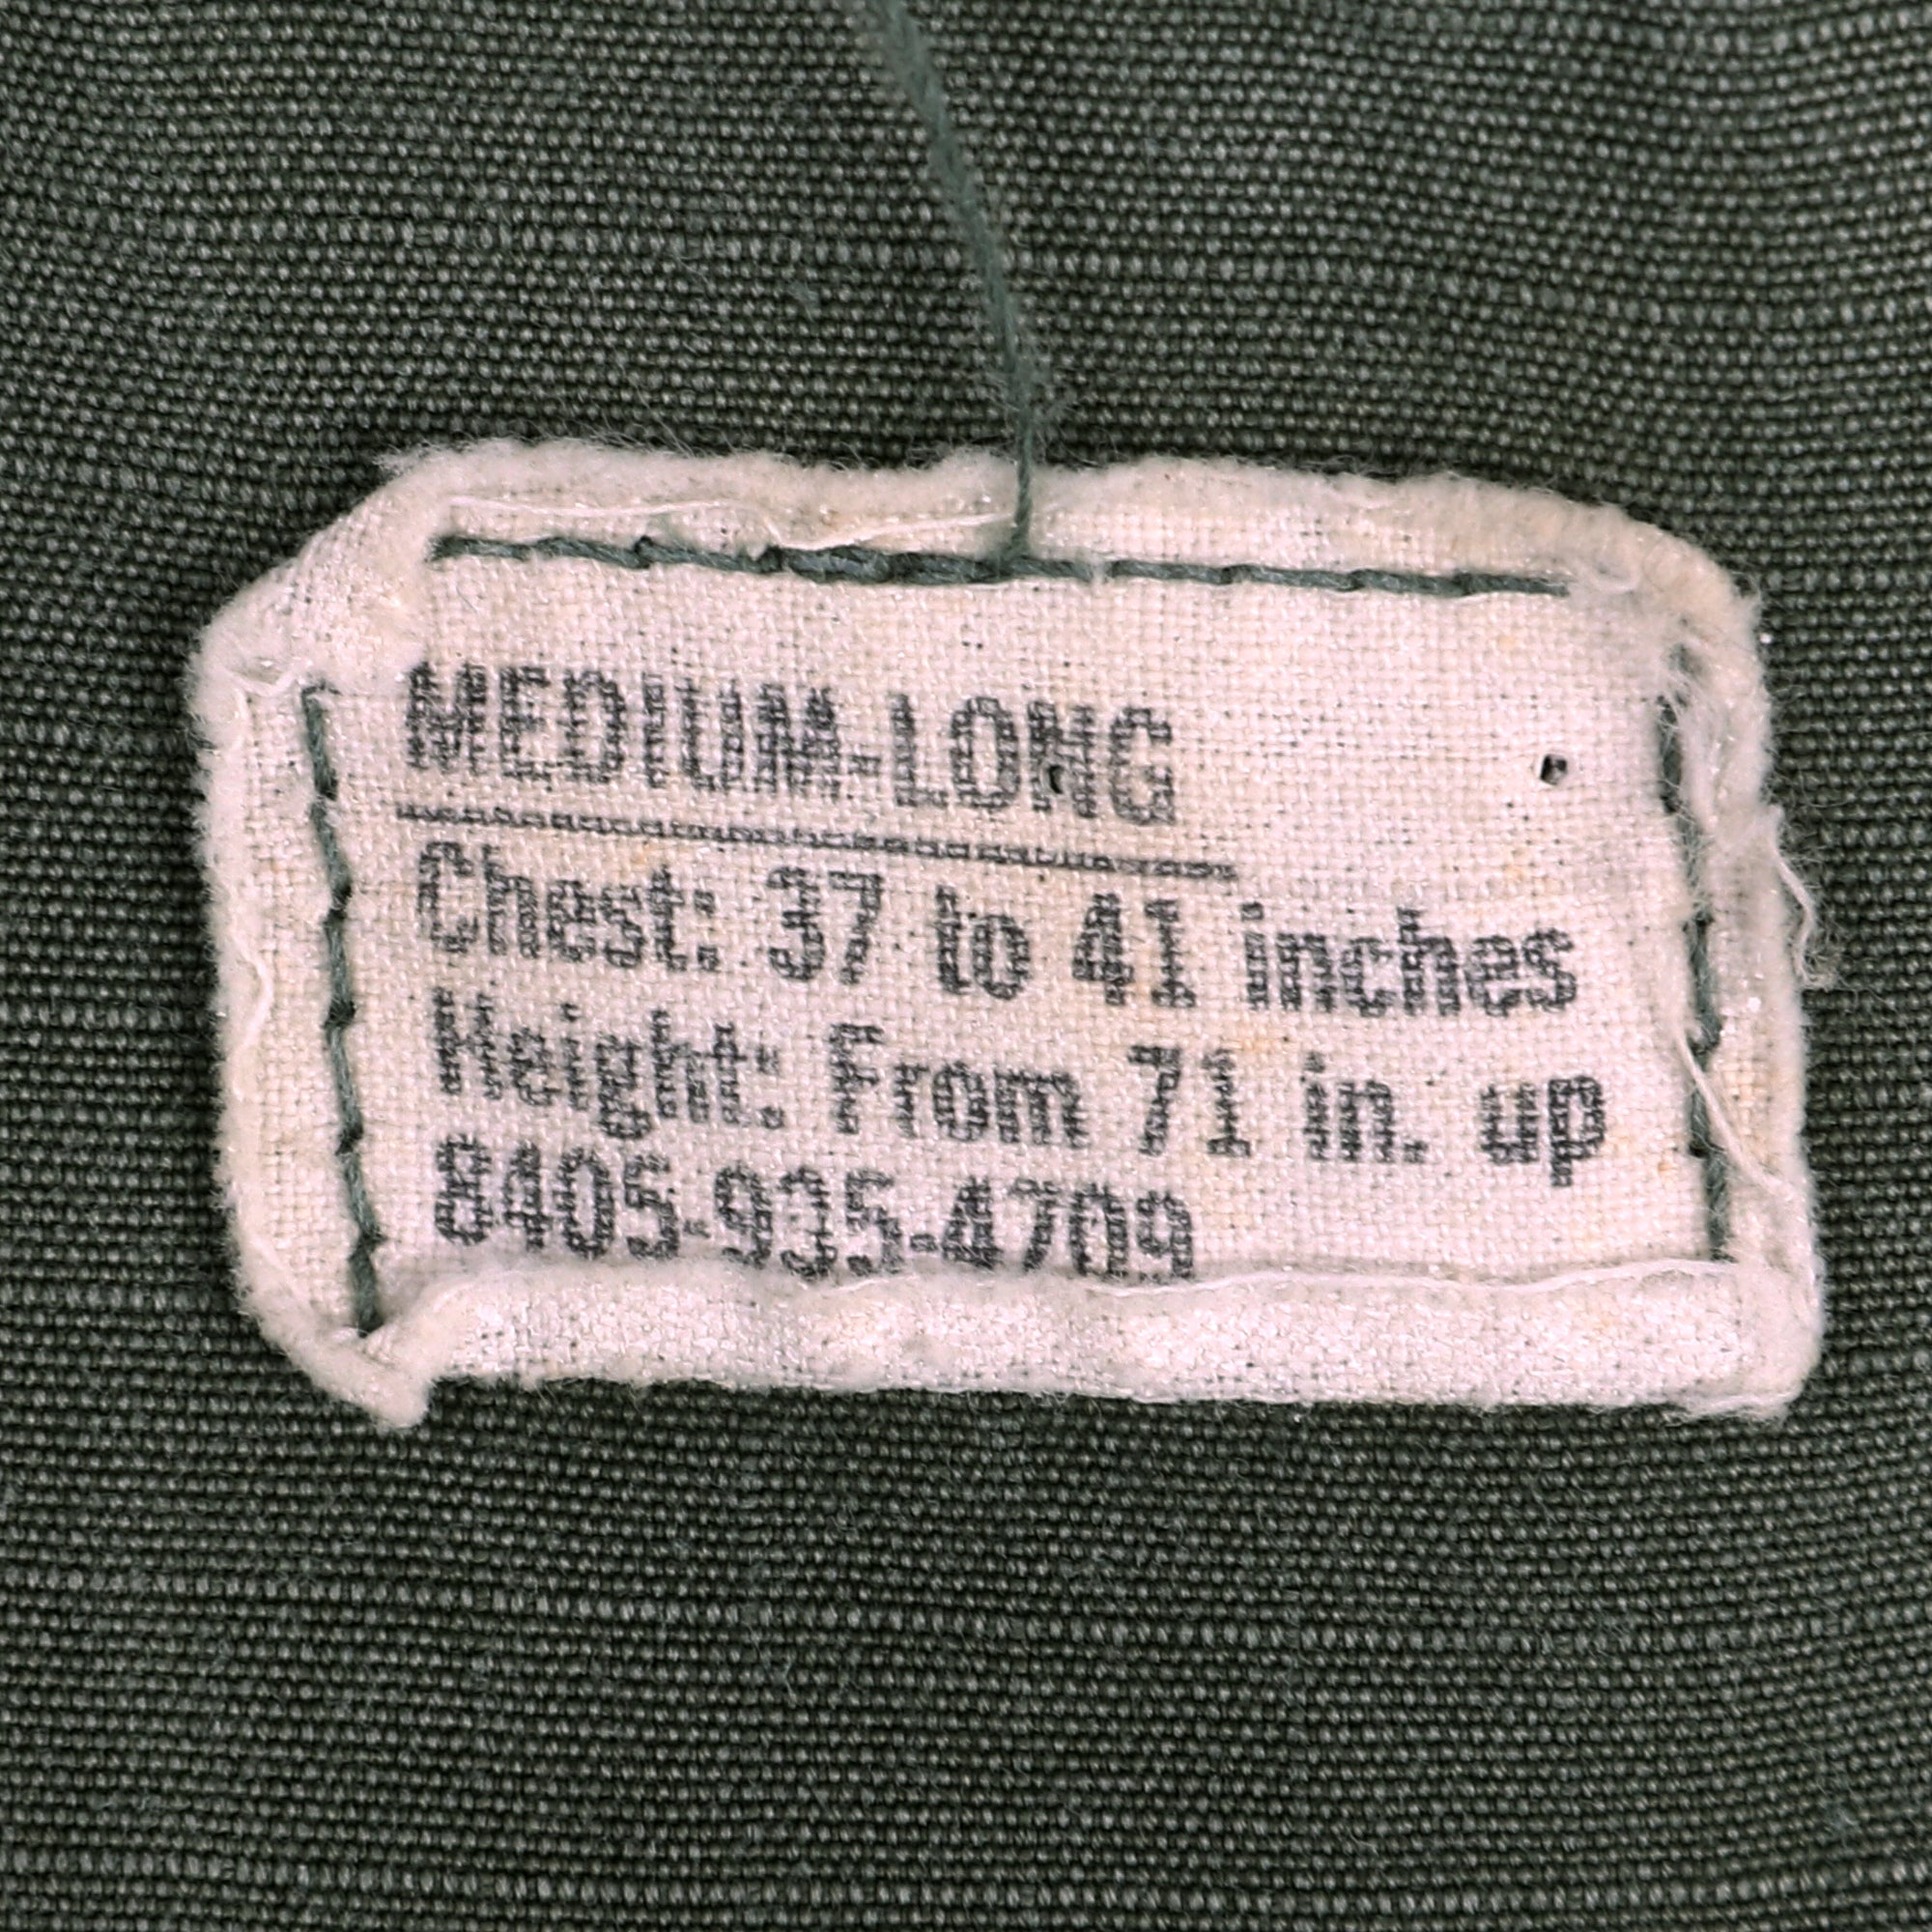 MEDIUM-LONG
Chest: 37 to 41 inches
Height: From 71 in. up
8405-935-4709